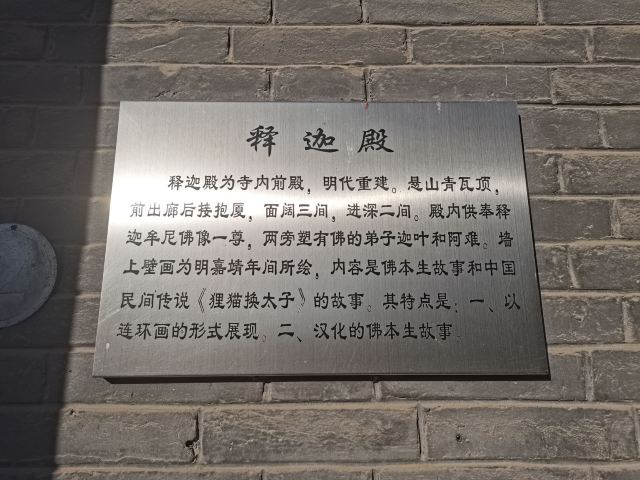 释迦殿
释迦殿为寺内前殿，明代重建。悬山青瓦顶，
前出廊后接抱厦，面阔三间，进深二间。殿内供奉释
迦牟尼佛像一尊，两旁塑有佛的弟子迦叶和阿难。墙
上壁画为明嘉靖年间所绘，内容是佛本生故事和中国
民间传说《狸猫换太子》的故事。其特点是：一、以
连环画的形式展现。二、汉化的佛本生故事。